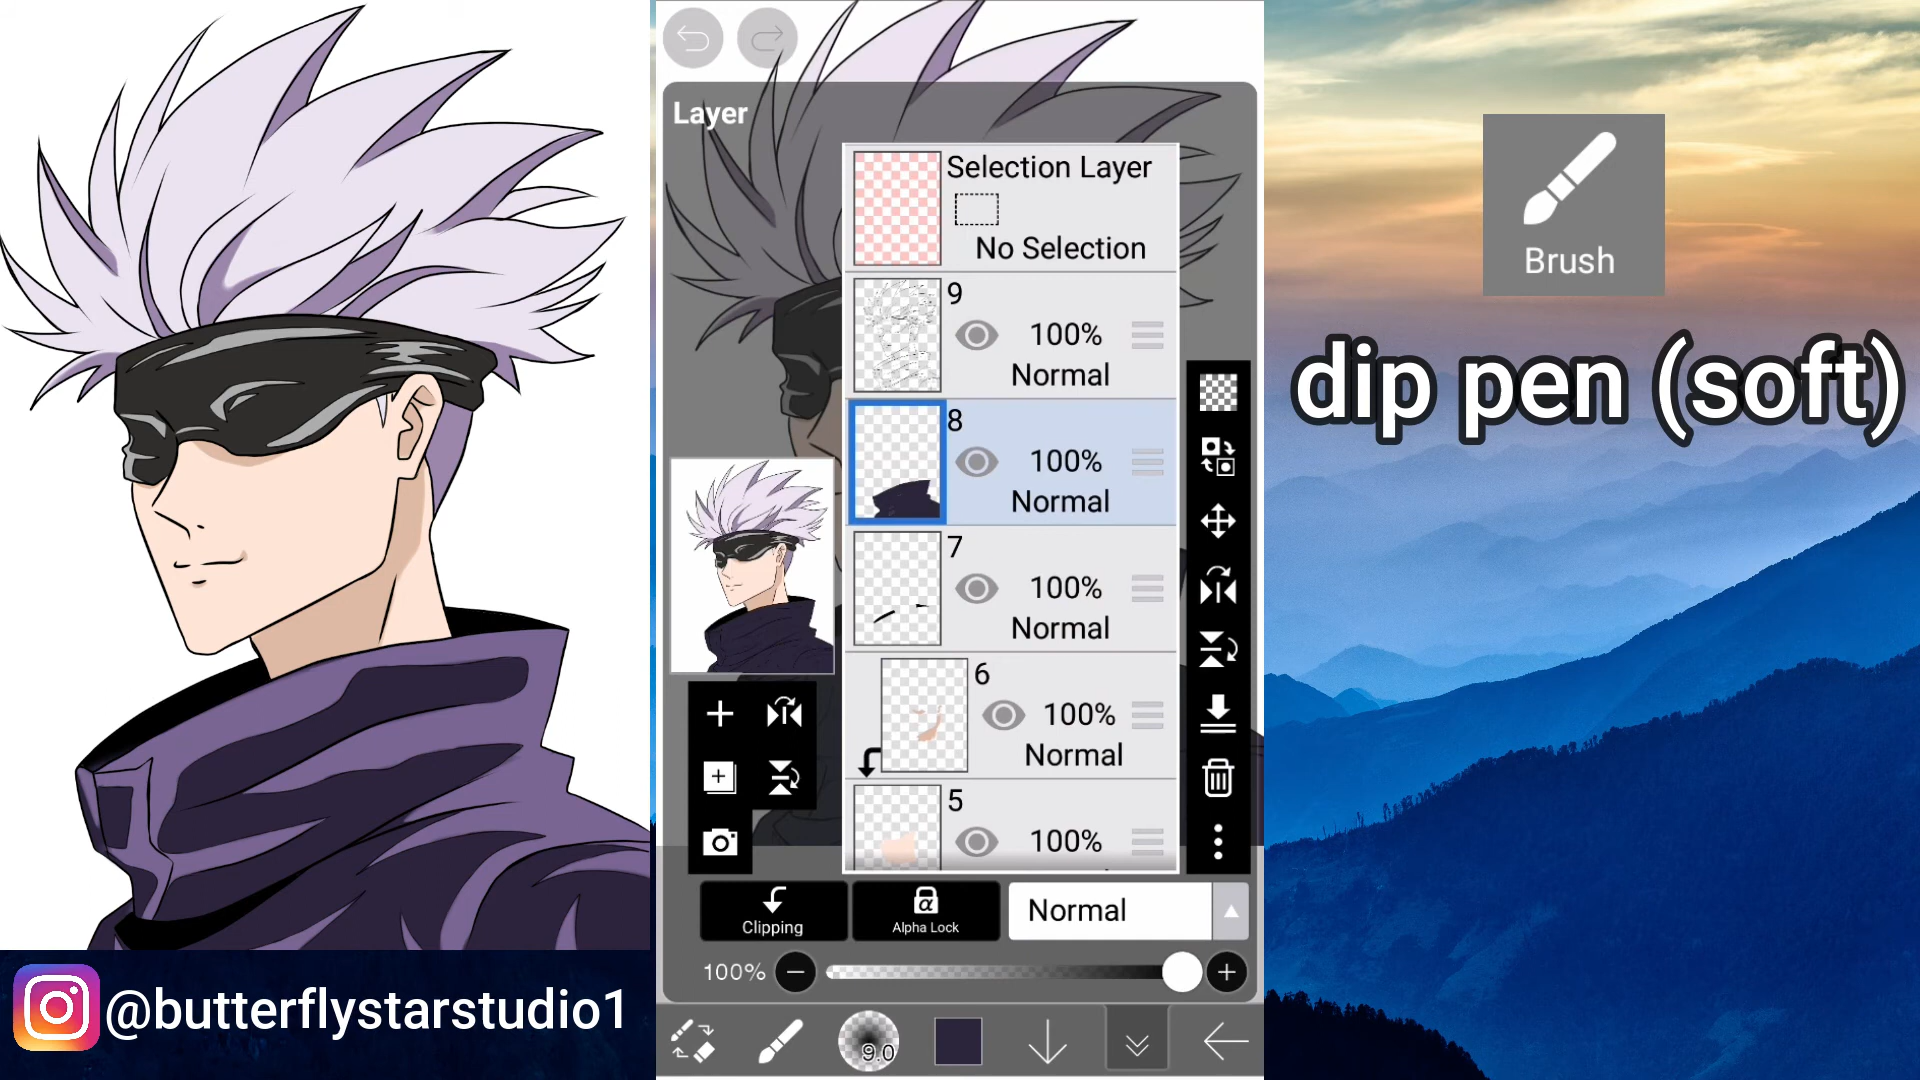 @butterflystarstudio1
Layer
Selection Layer
No Selection
9
100%
Normal
8
100%
Normal
7
100%
Normal
6
100%
Normal
5
100%
Clipping
α
Alpha Lock
Normal
100%
9.0
Brush
dip pen (soft)